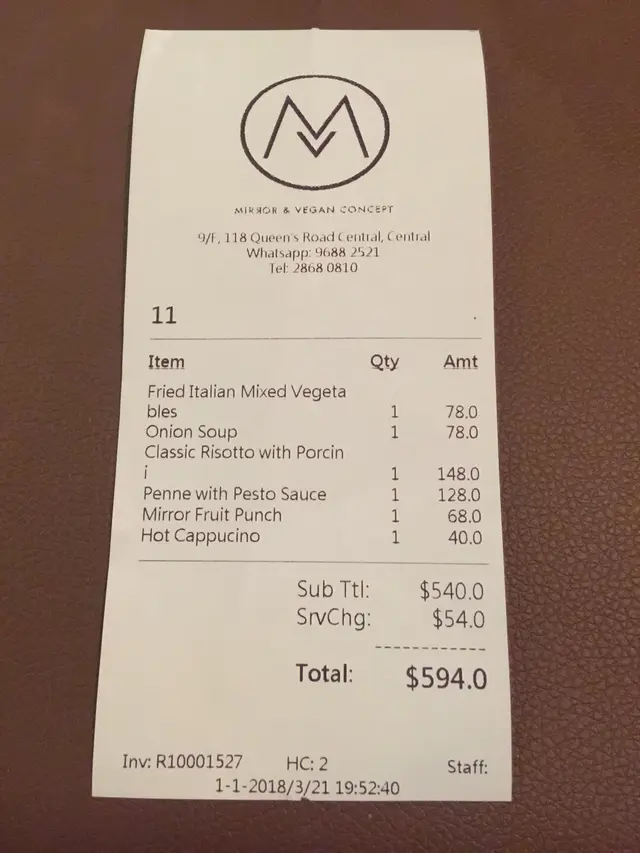 MIRROR & VEGAN CONCEPT
9/F, 118 Queen's Road Central, Central
Whatsapp: 9688 2521
Tel: 2868 0810
11
Item Qty Amt
Fried Italian Mixed Vegeta
bles 1 78.0
Onion Soup 1 78.0
Classic Risotto with Porcin
i 1 148.0
Penne with Pesto Sauce 1 128.0
Mirror Fruit Punch 1 68.0
Hot Cappucino 1 40.0
Sub Ttl: $540.0
SrvChg: $54.0
Total: $594.0
Inv: R10001527 HC: 2 Staff:
1-1-2018/3/21 19:52:40